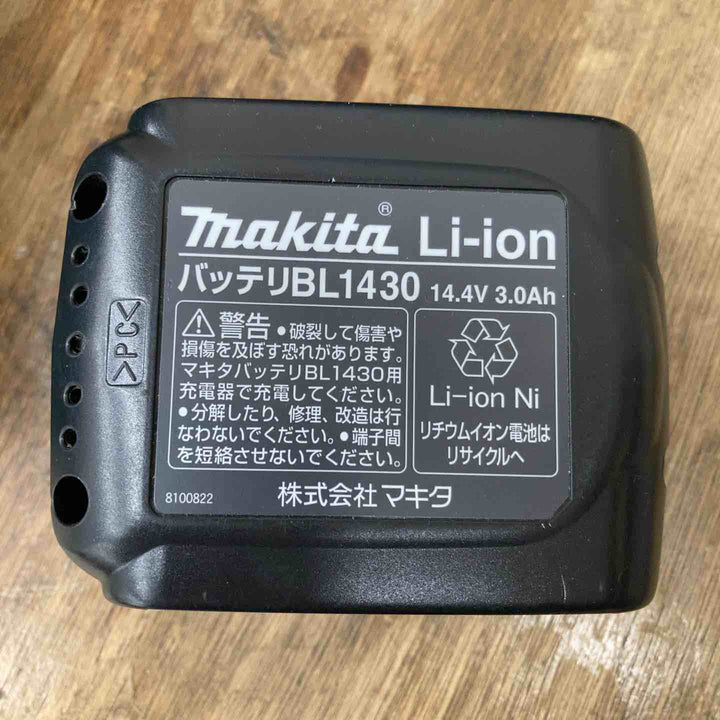 makita® Li-ion
バッテリBL1430 14.4V 3.0Ah
警告 ●破裂して傷害や
損傷を及ぼす恐れがあります。
マキタバッテリBL1430用
充電器で充電してください。
●分解したり、修理、改造は行
なわないでください。●端子間
を短絡させないでください。
Li-ion Ni
リチウムイオン電池は
リサイクルへ
8100822
株式会社 マキタ
>PC<